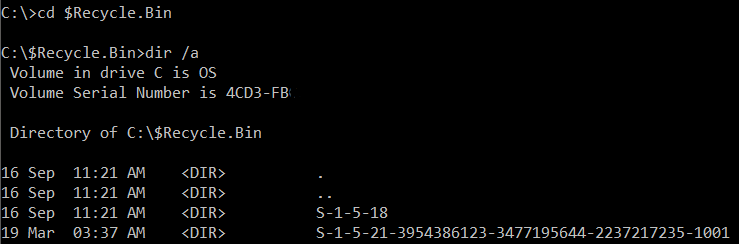 C:\>cd $Recycle.Bin
C:\$Recycle.Bin>dir /a
Volume in drive C is OS
Volume Serial Number is 4CD3-FB
Directory of C:\$Recycle.Bin
16 Sep  11:21 AM    <DIR>          .
16 Sep  11:21 AM    <DIR>          ..
16 Sep  11:21 AM    <DIR>          S-1-5-18
19 Mar  03:37 AM    <DIR>          S-1-5-21-3954386123-3477195644-2237217235-1001